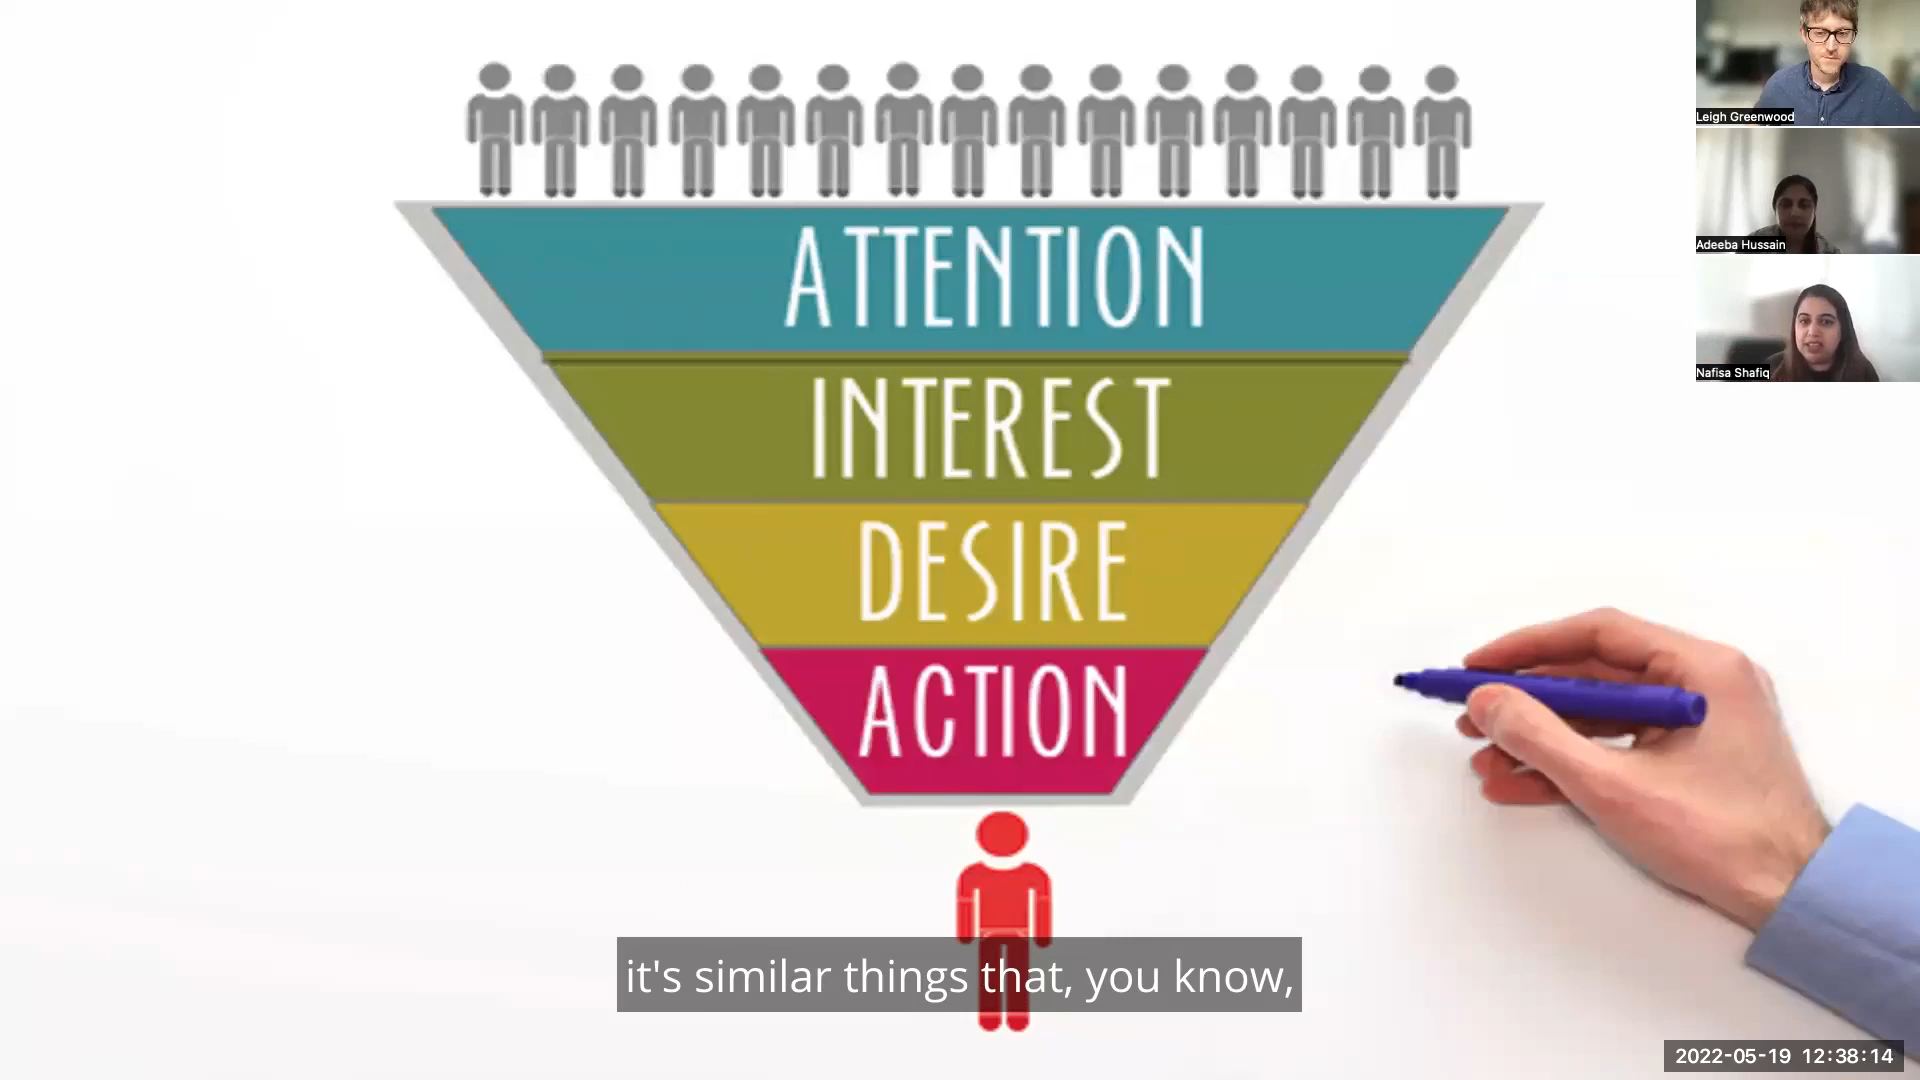 Leigh Greenwood
Adeeba Hussain
Nafisa Shafiq
ATTENTION
INTEREST
DESIRE
ACTION
it's similar things that, you know,
2022-05-19 12:38:14